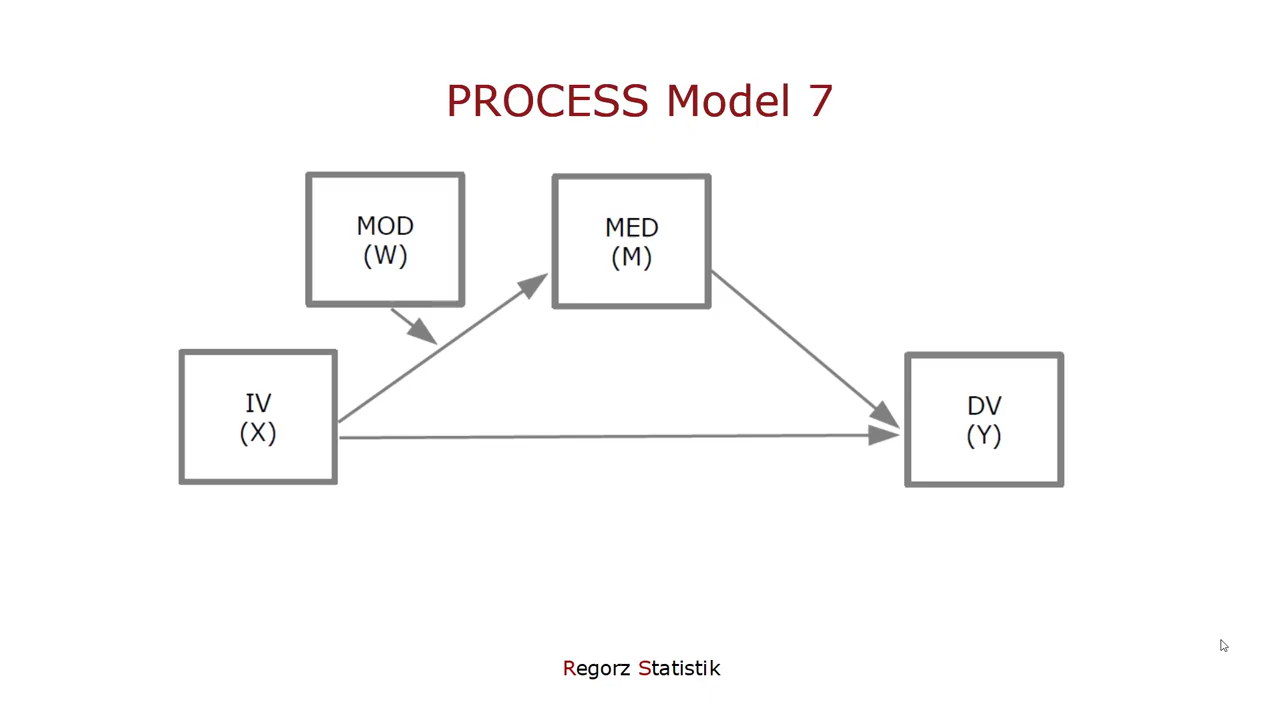 PROCESS Model 7
MOD
(W)
MED
(M)
IV
(X)
DV
(Y)
Regorz Statistik